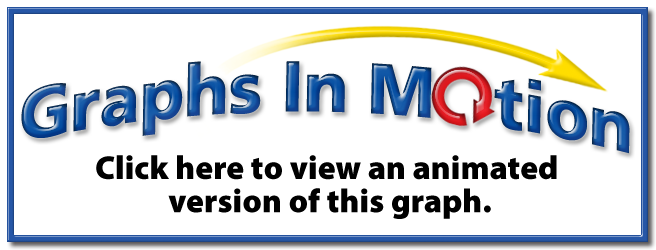 Graphs In Motion
Click here to view an animated
version of this graph.